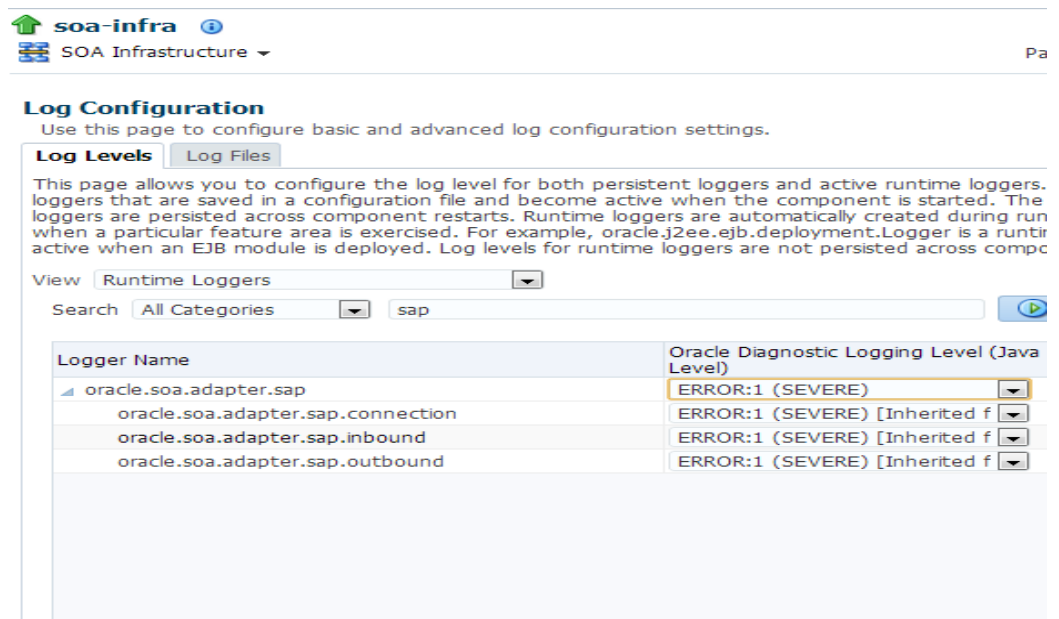 soa-infra
SOA Infrastructure
Pa
Log Configuration
Use this page to configure basic and advanced log configuration settings.
Log Levels Log Files
This page allows you to configure the log level for both persistent loggers and active runtime loggers.
loggers that are saved in a configuration file and become active when the component is started. The
loggers are persisted across component restarts. Runtime loggers are automatically created during run
when a particular feature area is exercised. For example, oracle.j2ee.ejb.deployment.Logger is a runtin
active when an EJB module is deployed. Log levels for runtime loggers are not persisted across compo
View Runtime Loggers
Search All Categories sap
Logger Name
Oracle Diagnostic Logging Level (Java
Level)
oracle.soa.adapter.sap ERROR:1 (SEVERE)
oracle.soa.adapter.sap.connection ERROR:1 (SEVERE) [Inherited f
oracle.soa.adapter.sap.inbound ERROR:1 (SEVERE) [Inherited f
oracle.soa.adapter.sap.outbound ERROR:1 (SEVERE) [Inherited f